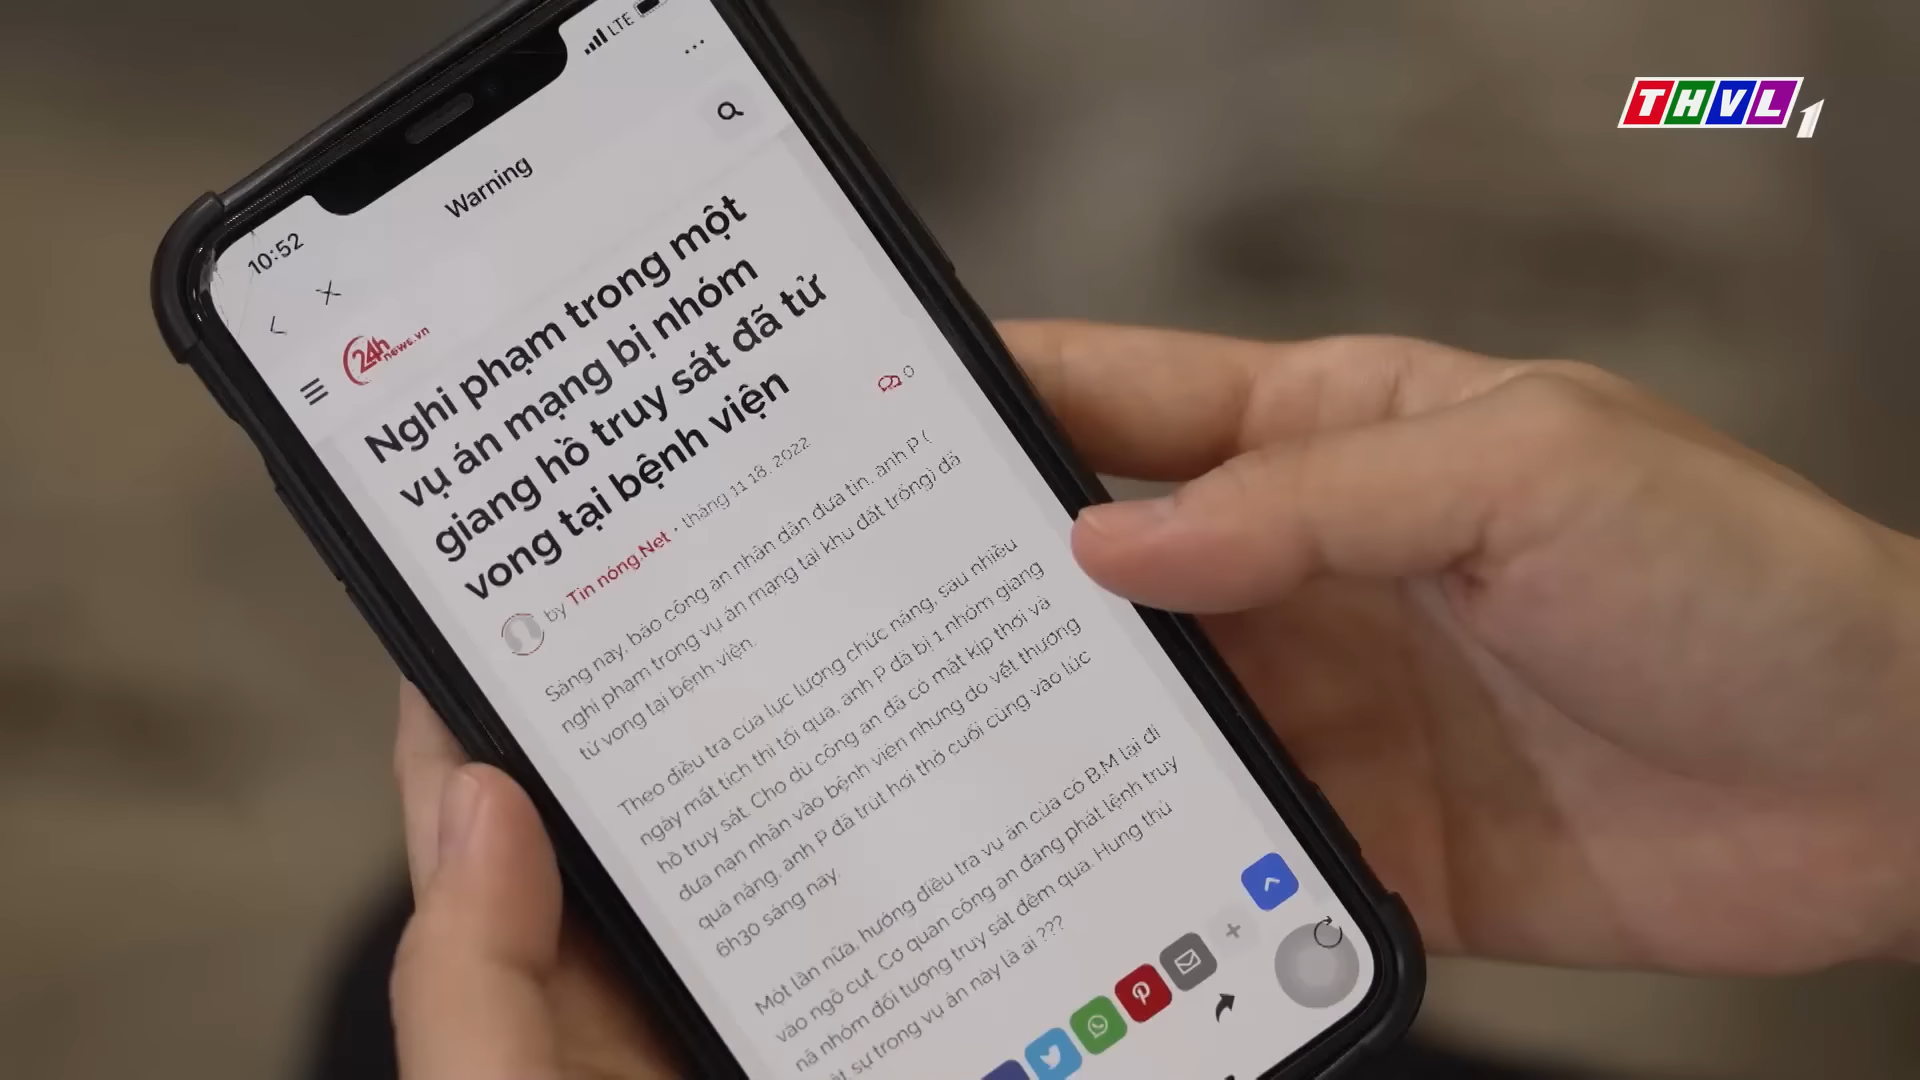 THVL1
LTE
10:52
Warning
24h news.vn
Nghi phạm trong một
vụ án mạng bị nhóm
giang hồ truy sát đã tử
vong tại bệnh viện
by Tin nóng.Net • tháng 11 18, 2022
0
Sáng nay, báo công an nhân dân đưa tin, anh P (
nghi phạm trong vụ án mạng tại khu đất trống) đã
tử vong tại bệnh viện.
Theo điều tra của lực lượng chức năng, sau nhiều
ngày mất tích thì tối qua, anh P đã bị 1 nhóm giang
hồ truy sát. Cho dù công an đã có mặt kịp thời và
đưa nạn nhân vào bệnh viện nhưng do vết thương
quá nặng, anh P đã trút hơi thở cuối cùng vào lúc
6h30 sáng nay.
Một lần nữa, hướng điều tra vụ án của cô B.M lại đi
vào ngõ cụt. Cơ quan công an đang phát lệnh truy
nã nhóm đối tượng truy sát đêm qua. Hung thủ
sự trong vụ án này là ai ???